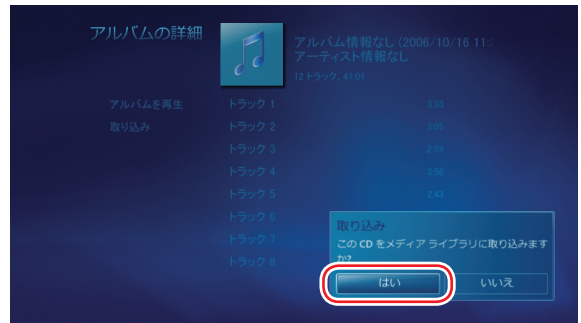 アルバムの詳細
アルバム情報なし (2006/10/16 11:
アーティスト情報なし
12 トラック、41:01
アルバムを再生
トラック 1 3:33
取り込み
トラック 2 3:05
トラック 3 2:59
トラック 4 3:56
トラック 5 2:43
トラック 6
トラック 7
トラック 8
取り込み
この CD をメディア ライブラリに取り込みます
か?
はい いいえ